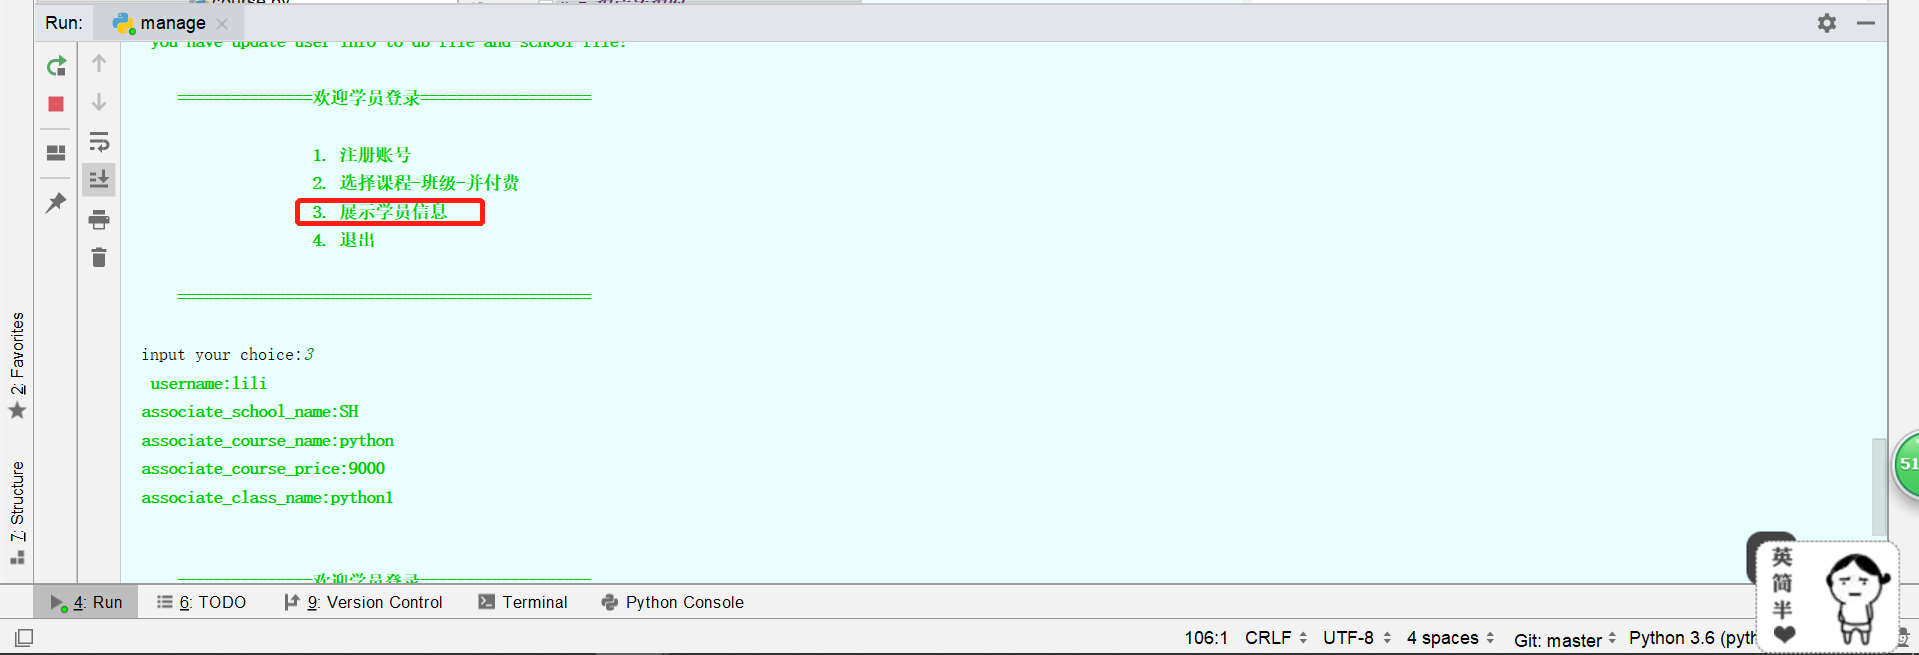 course.py
Run: manage
you have update user info to db file and school file!
===============欢迎学员登录===================
1. 注册账号
2. 选择课程-班级-并付费
3. 展示学员信息
4. 退出
==============================================
input your choice:3
username:lili
associate_school_name:SH
associate_course_name:python
associate_course_price:9000
associate_class_name:python1
===============欢迎学员登录===================
2: Favorites
7: Structure
51
英
简
半
4: Run 6: TODO 9: Version Control Terminal Python Console
106:1 CRLF UTF-8 4 spaces Git: master Python 3.6 (pyth